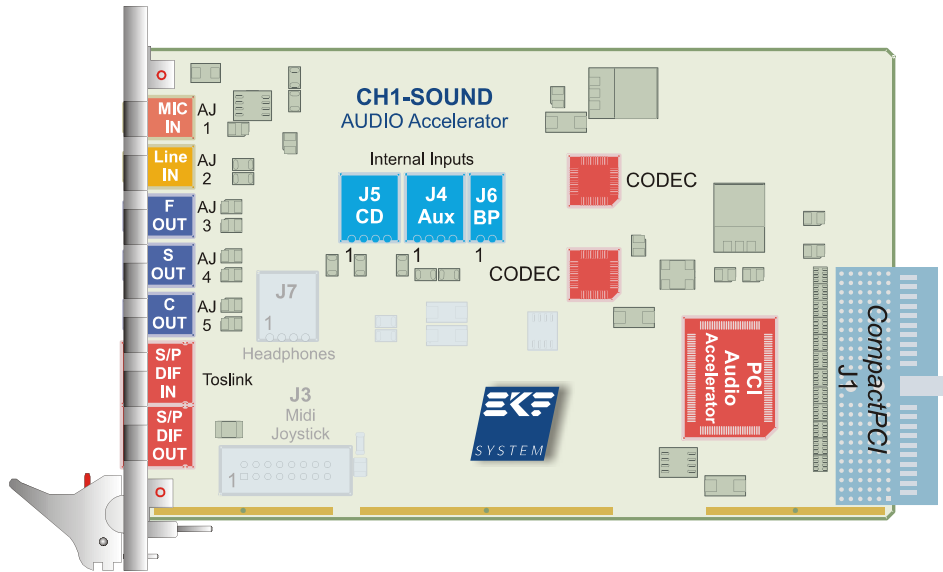 CH1-SOUND
AUDIO Accelerator
Internal Inputs
MIC
IN
AJ
1
Line
IN
AJ
2
F
OUT
AJ
3
S
OUT
AJ
4
C
OUT
AJ
5
S/P
DIF
IN
Toslink
S/P
DIF
OUT
J5
CD
1
J4
Aux
1
J6
BP
1
CODEC
CODEC
J7
1
Headphones
J3
Midi
Joystick
1
EKF
SYSTEM
PCI
Audio
Accelerator
CompactPCI
J1